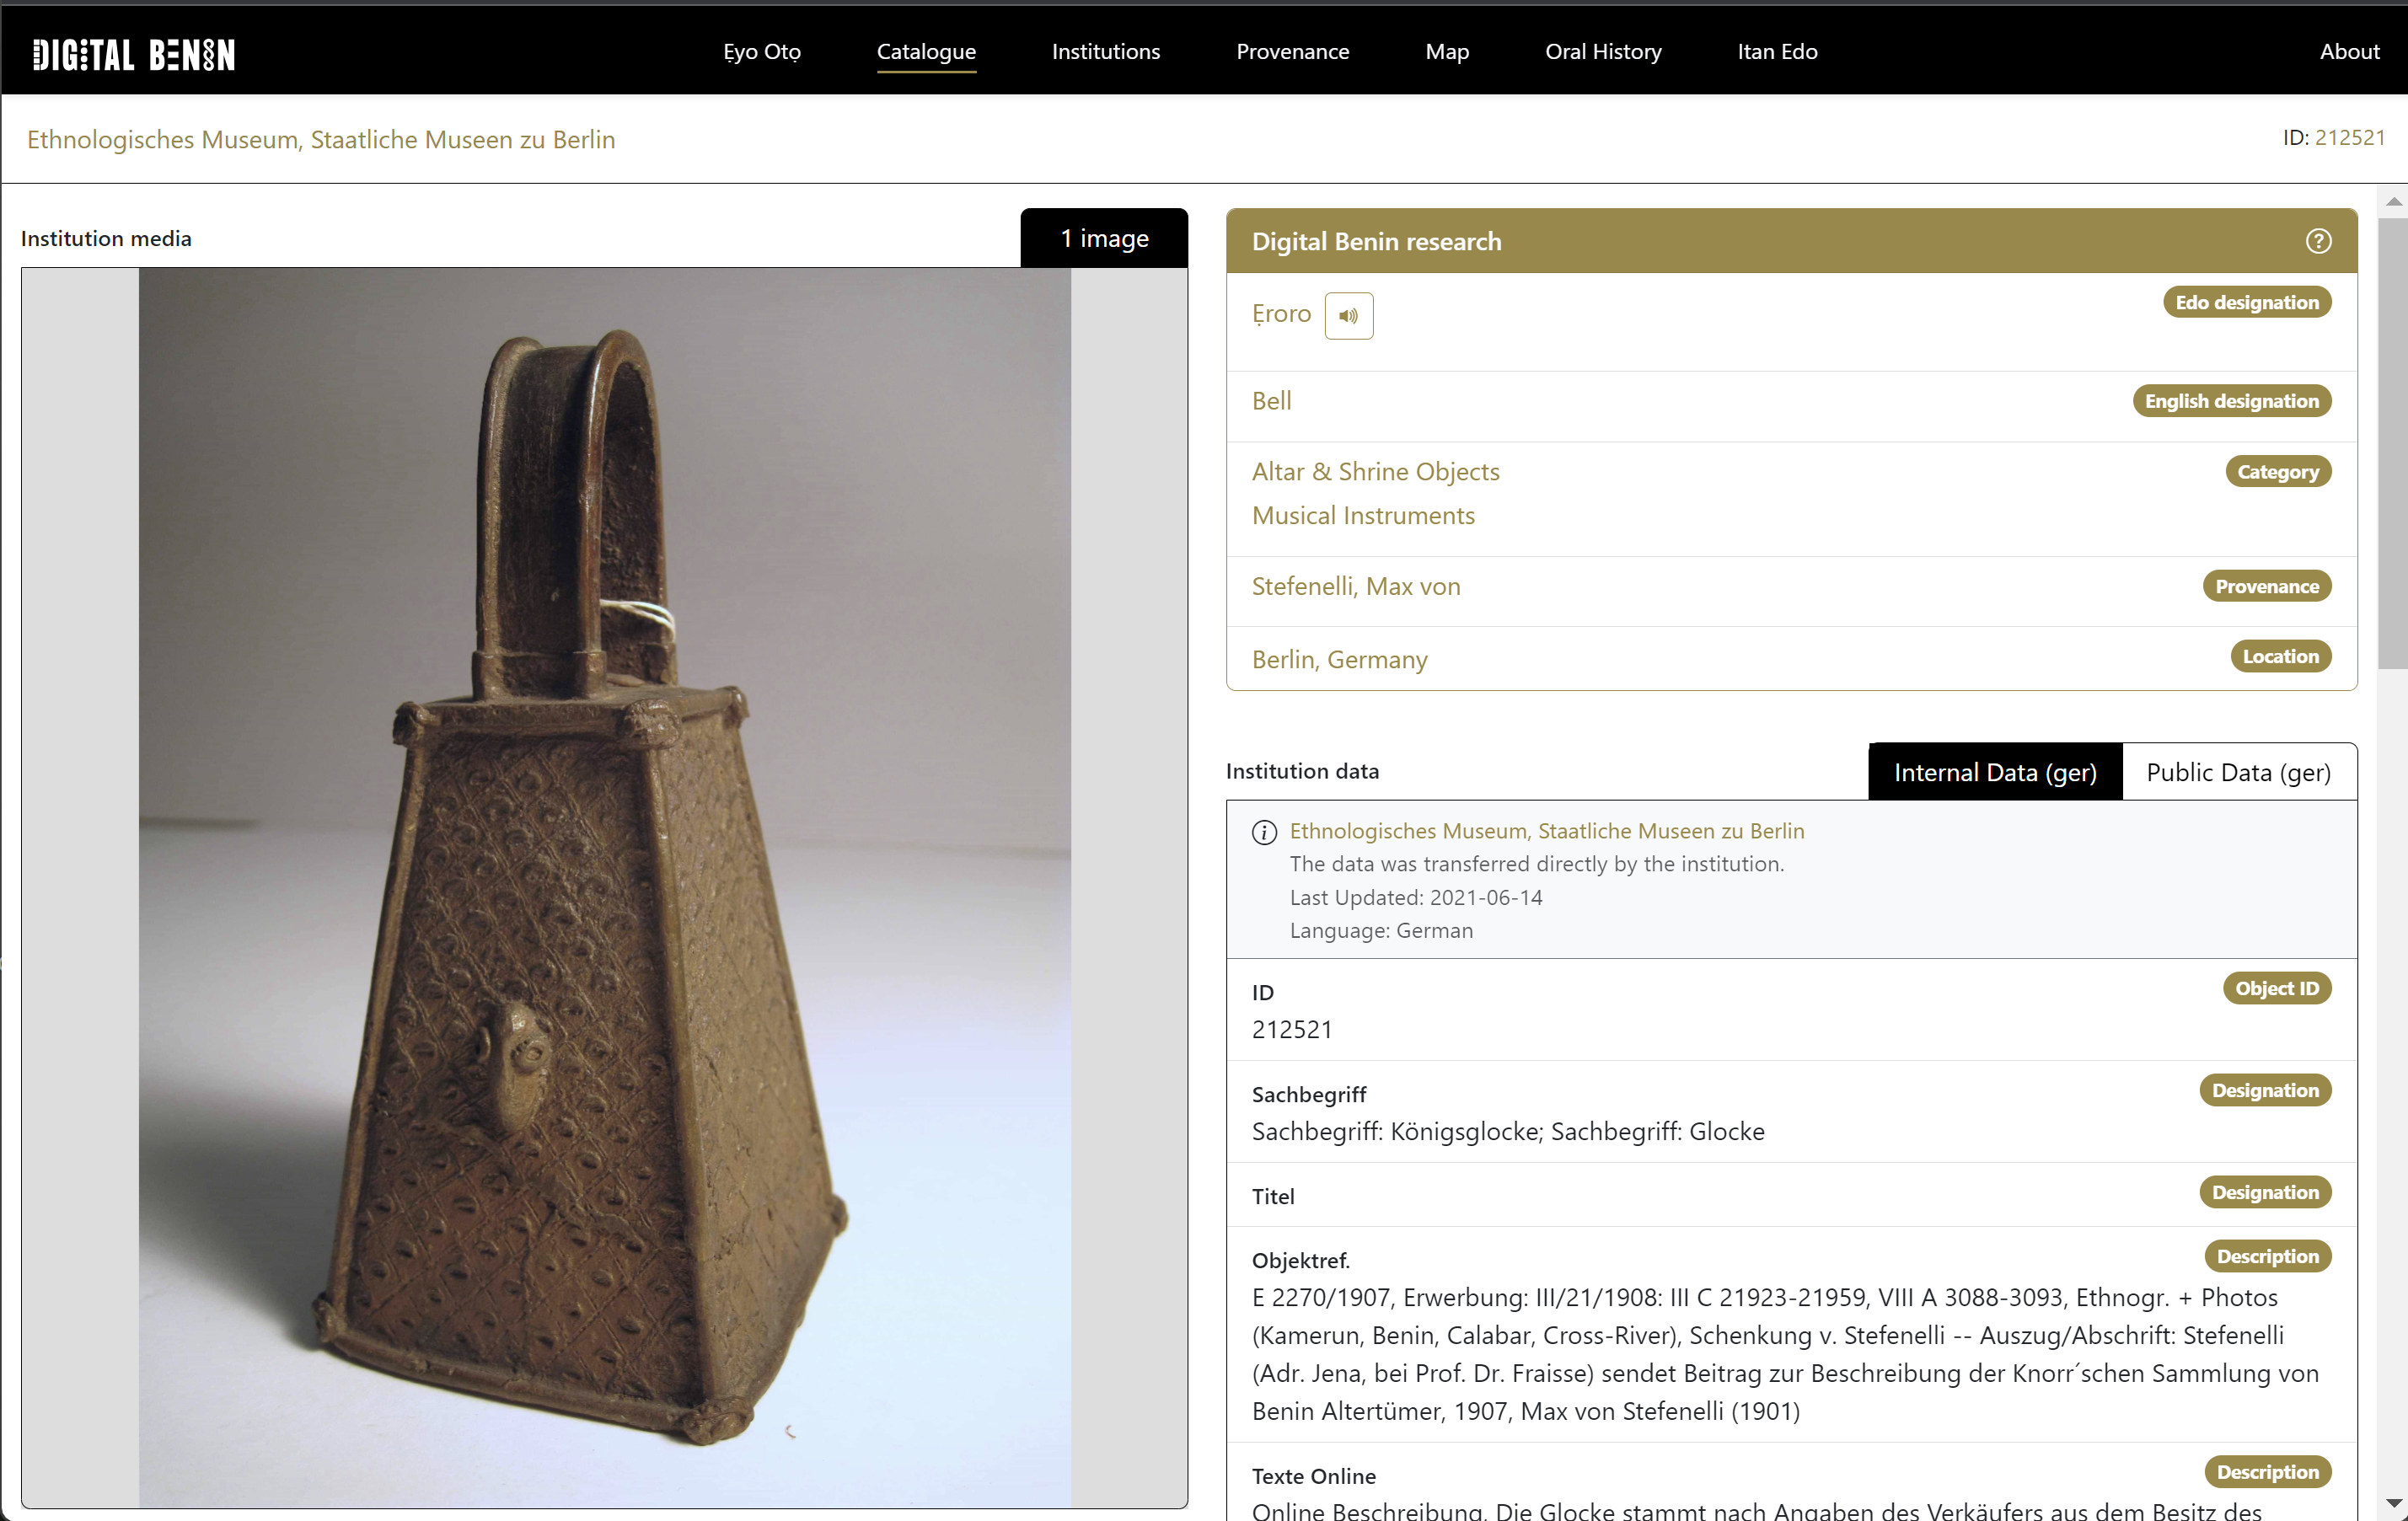 DIGITAL BENIN
Ẹyo Otọ
Catalogue
Institutions
Provenance
Map
Oral History
Itan Edo
About
Ethnologisches Museum, Staatliche Museen zu Berlin
ID: 212521
Institution media
1 image
Digital Benin research
Ẹroro
Edo designation
Bell
English designation
Altar & Shrine Objects
Category
Musical Instruments
Stefenelli, Max von
Provenance
Berlin, Germany
Location
Institution data
Internal Data (ger)
Public Data (ger)
Ethnologisches Museum, Staatliche Museen zu Berlin
The data was transferred directly by the institution.
Last Updated: 2021-06-14
Language: German
ID
Object ID
212521
Sachbegriff
Designation
Sachbegriff: Königsglocke; Sachbegriff: Glocke
Titel
Designation
Objektref.
Description
E 2270/1907, Erwerbung: III/21/1908: III C 21923-21959, VIII A 3088-3093, Ethnogr. + Photos
(Kamerun, Benin, Calabar, Cross-River), Schenkung v. Stefenelli -- Auszug/Abschrift: Stefenelli
(Adr. Jena, bei Prof. Dr. Fraisse) sendet Beitrag zur Beschreibung der Knorr´schen Sammlung von
Benin Altertümer, 1907, Max von Stefenelli (1901)
Texte Online
Description
Online Beschreibung. Die Glocke stammt nach Angaben des Verkäufers aus dem Besitz des